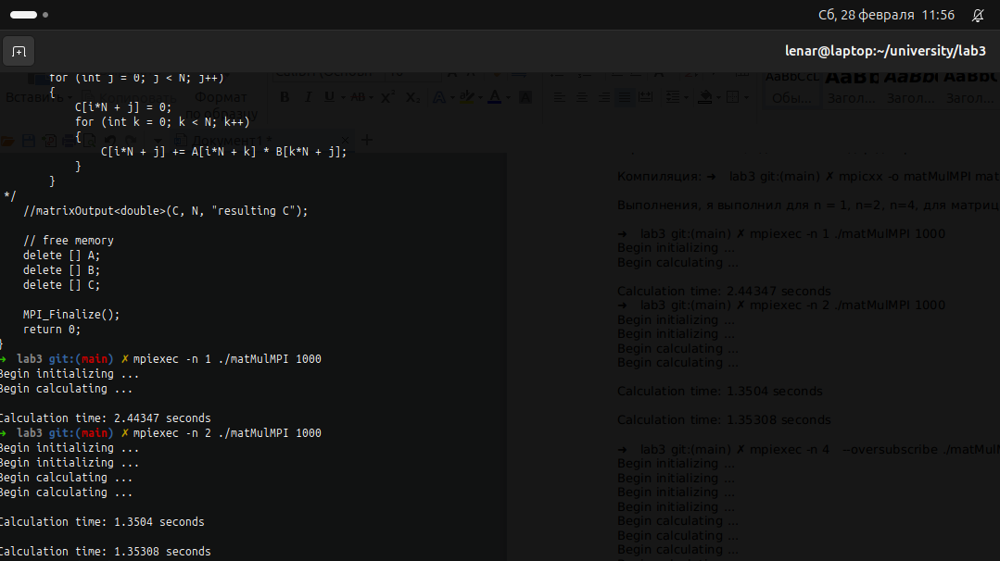 Сб, 28 февраля 11:56
lenar@laptop:~/university/lab3
for (int j = 0; j < N; j++)
{
C[i*N + j] = 0;
for (int k = 0; k < N; k++)
{
C[i*N + j] += A[i*N + k] * B[k*N + j];
}
}
*/
//matrixOutput<double>(C, N, "resulting C");
// free memory
delete [] A;
delete [] B;
delete [] C;
MPI_Finalize();
return 0;
}
➜ lab3 git:(main) ✗ mpiexec -n 1 ./matMulMPI 1000
Begin initializing ...
Begin calculating ...
Calculation time: 2.44347 seconds
➜ lab3 git:(main) ✗ mpiexec -n 2 ./matMulMPI 1000
Begin initializing ...
Begin initializing ...
Begin calculating ...
Begin calculating ...
Calculation time: 1.3504 seconds
Calculation time: 1.35308 seconds
Вставить Копировать Формат
по образцу
AaBbCcL AaBb AaBb AaBbC
Обы... Загол... Загол... Загол...
Документ1
Компиляция: ➜ lab3 git:(main) ✗ mpicxx -o matMulMPI mat
Выполнения, я выполнил для n = 1, n=2, n=4, для матриц
➜ lab3 git:(main) ✗ mpiexec -n 1 ./matMulMPI 1000
Begin initializing ...
Begin calculating ...
Calculation time: 2.44347 seconds
➜ lab3 git:(main) ✗ mpiexec -n 2 ./matMulMPI 1000
Begin initializing ...
Begin initializing ...
Begin calculating ...
Begin calculating ...
Calculation time: 1.3504 seconds
Calculation time: 1.35308 seconds
➜ lab3 git:(main) ✗ mpiexec -n 4 --oversubscribe ./matMulM
Begin initializing ...
Begin initializing ...
Begin initializing ...
Begin initializing ...
Begin calculating ...
Begin calculating ...
Begin calculating ...